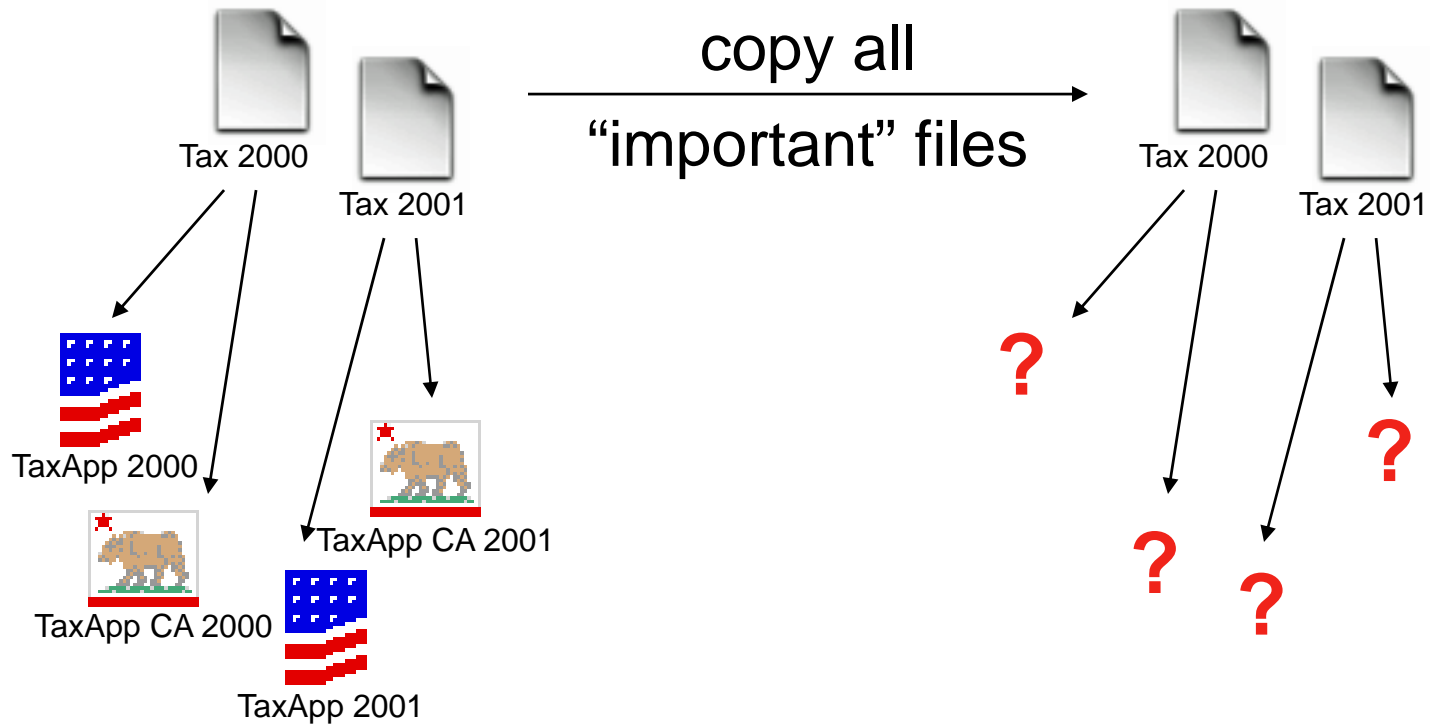 Tax 2000
Tax 2001
TaxApp 2000
TaxApp CA 2000
TaxApp CA 2001
TaxApp 2001
copy all
“important” files
Tax 2000
Tax 2001
?
?
?
?